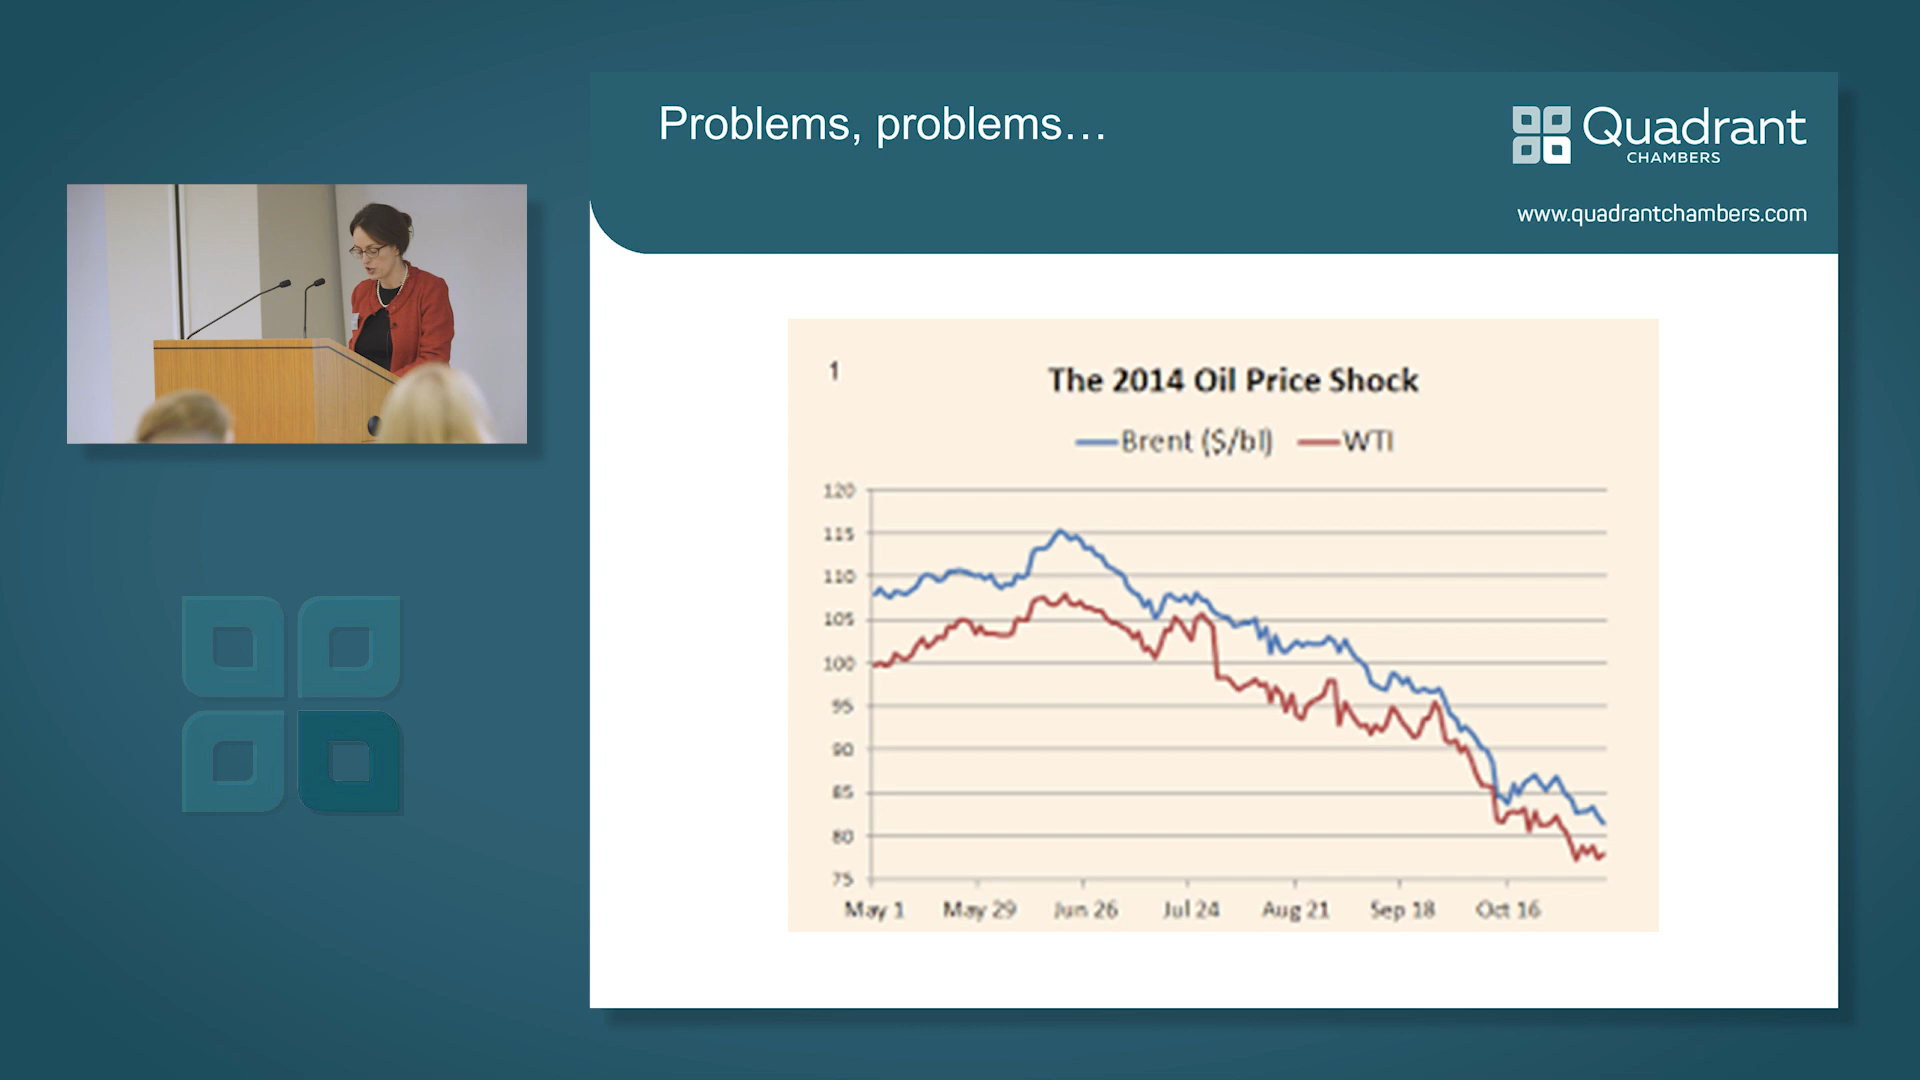 Problems, problems…
Quadrant
CHAMBERS
www.quadrantchambers.com
1
The 2014 Oil Price Shock
Brent ($/bl) WTI
120
115
110
105
100
95
90
85
80
75
May 1 May 29 Jun 26 Jul 24 Aug 21 Sep 18 Oct 16